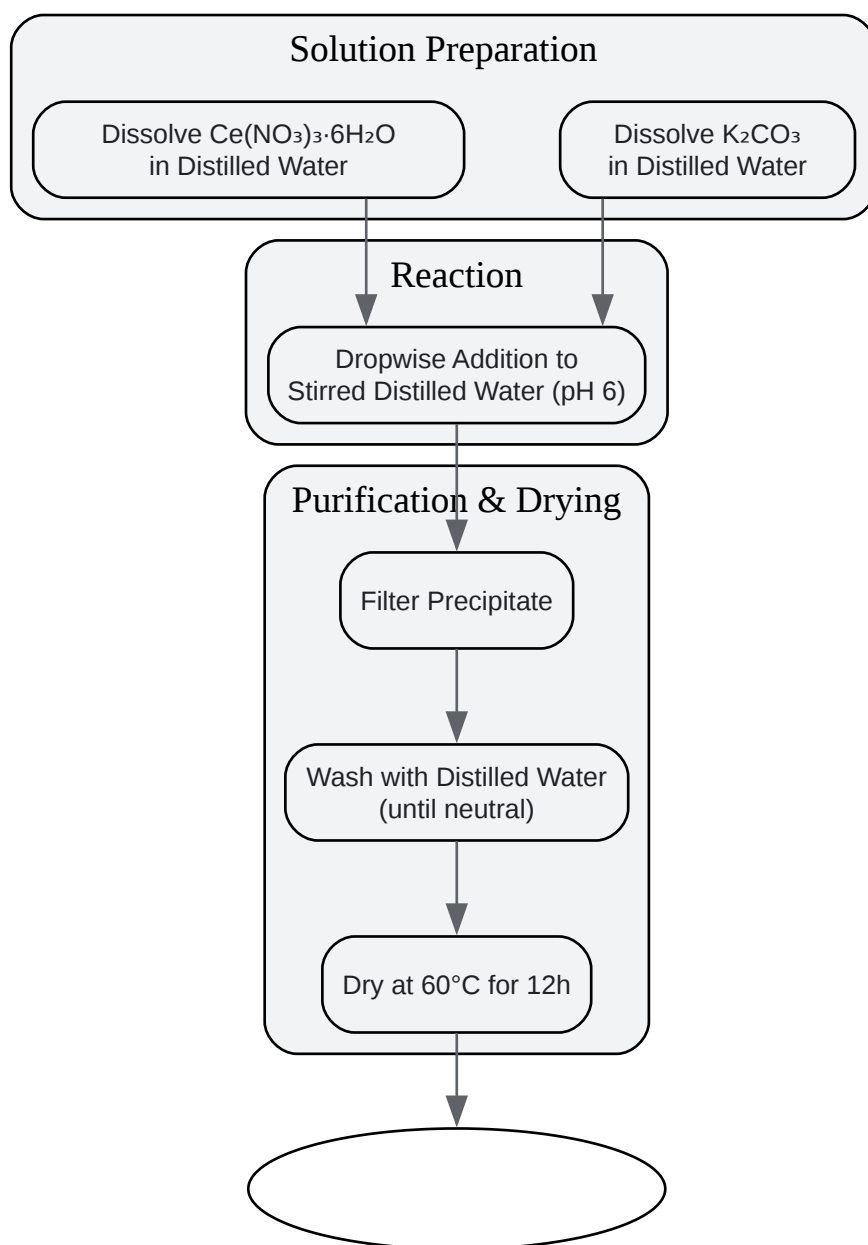 Solution Preparation
Dissolve Ce(NO₃)₃·6H₂O
in Distilled Water
Dissolve K₂CO₃
in Distilled Water
Reaction
Dropwise Addition to
Stirred Distilled Water (pH 6)
Purification & Drying
Filter Precipitate
Wash with Distilled Water
(until neutral)
Dry at 60°C for 12h